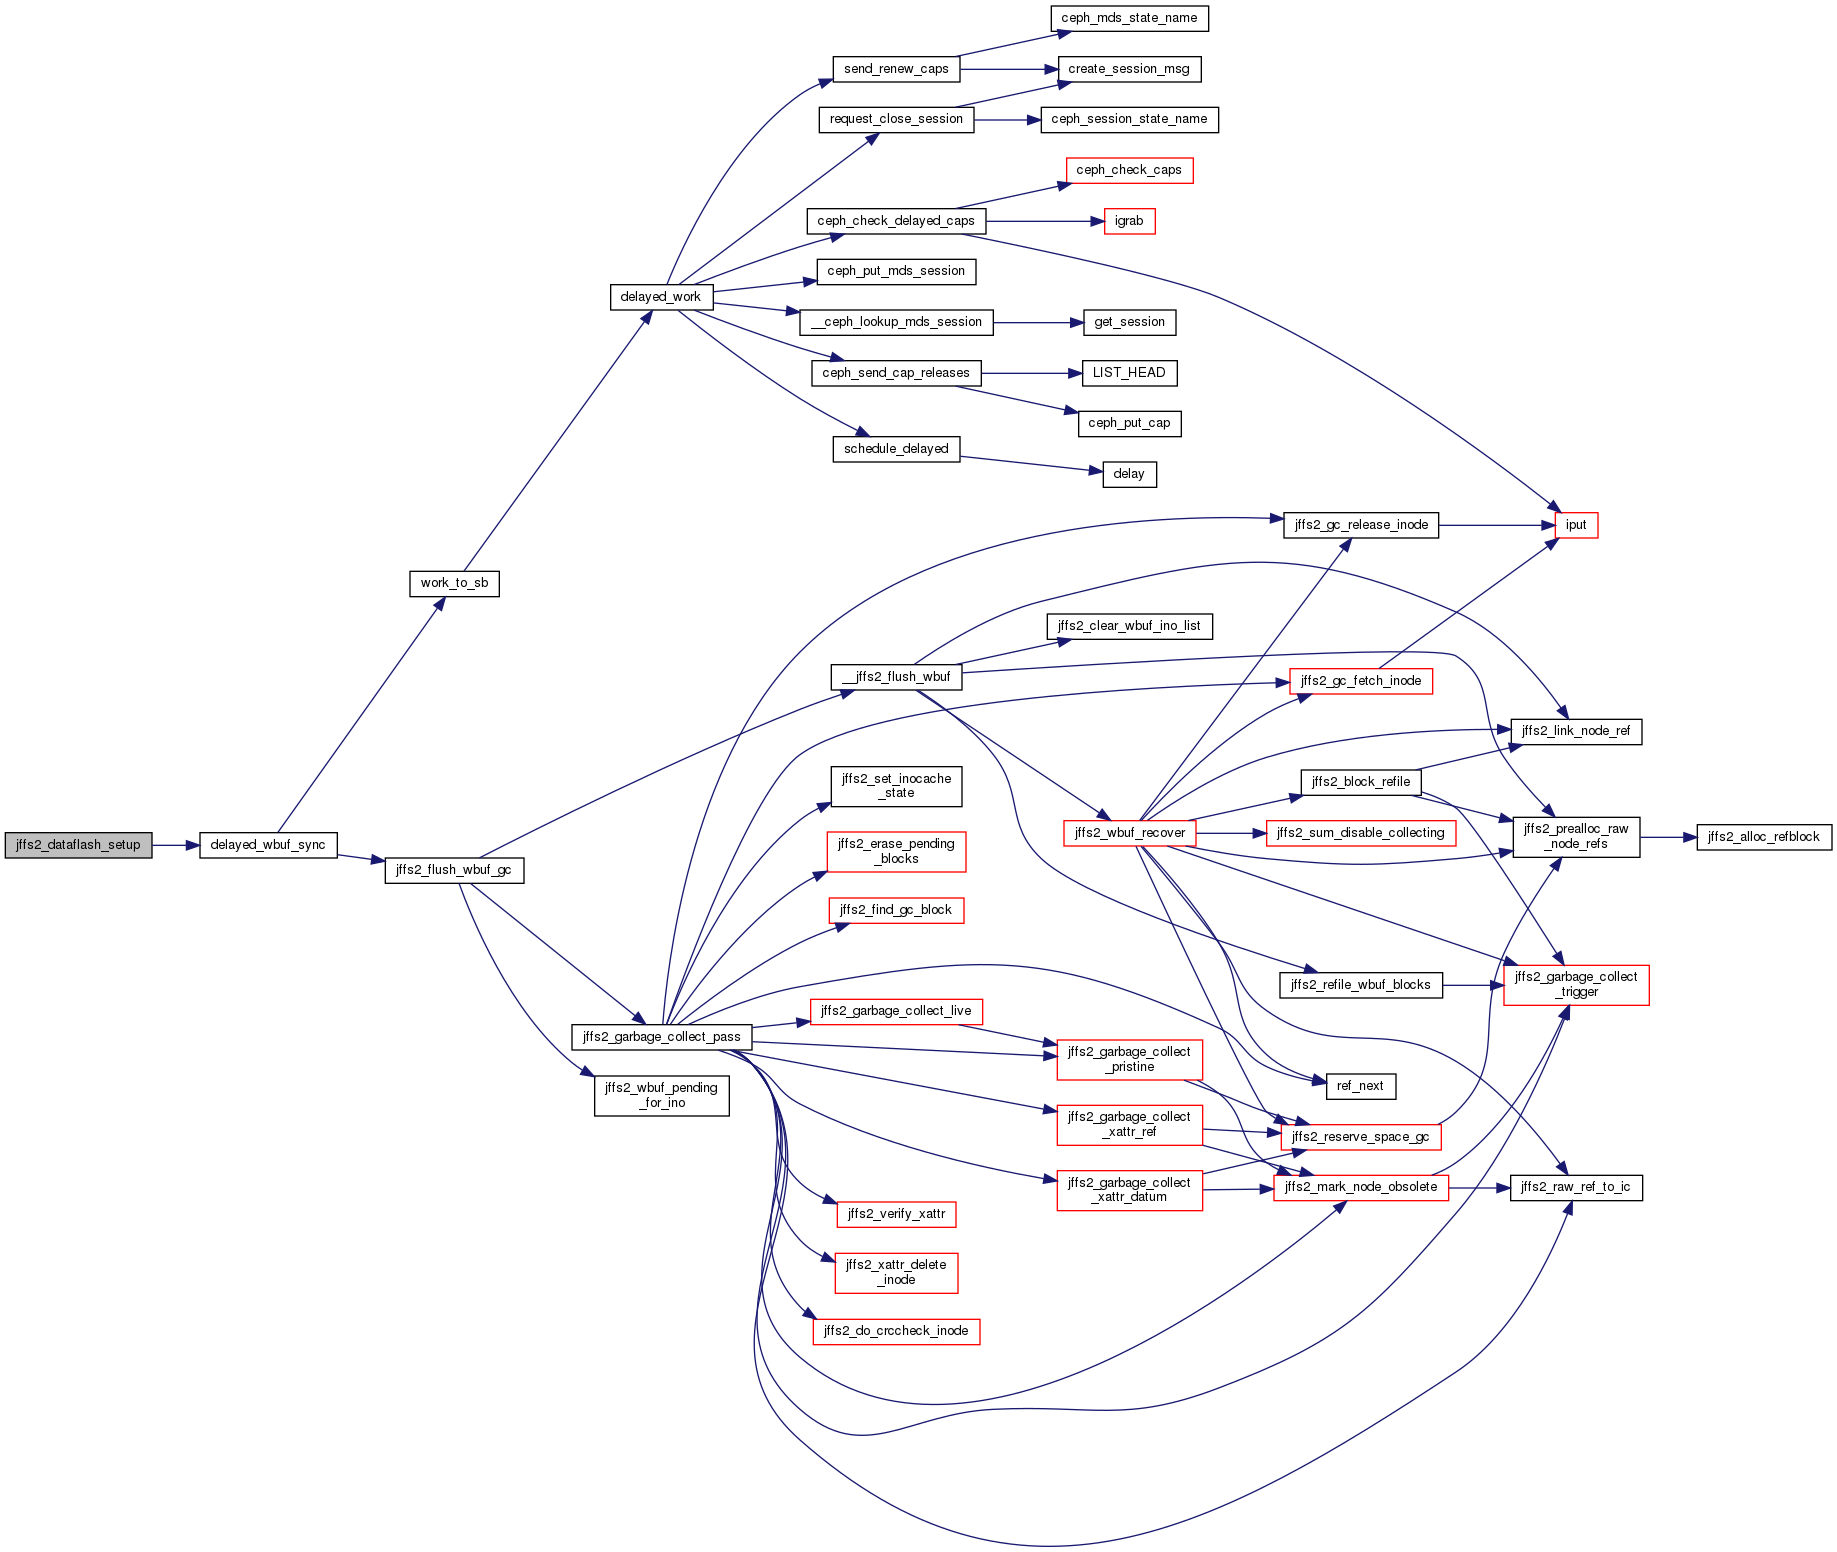 ceph_mds_state_name
send_renew_caps
create_session_msg
request_close_session
ceph_session_state_name
ceph_check_caps
ceph_check_delayed_caps
igrab
ceph_put_mds_session
delayed_work
__ceph_lookup_mds_session
get_session
ceph_send_cap_releases
LIST_HEAD
ceph_put_cap
schedule_delayed
delay
jffs2_gc_release_inode
iput
work_to_sb
jffs2_clear_wbuf_ino_list
__jffs2_flush_wbuf
jffs2_gc_fetch_inode
jffs2_link_node_ref
jffs2_set_inocache
_state
jffs2_block_refile
jffs2_wbuf_recover
jffs2_sum_disable_collecting
jffs2_prealloc_raw
_node_refs
jffs2_alloc_refblock
jffs2_dataflash_setup
delayed_wbuf_sync
jffs2_erase_pending
_blocks
jffs2_flush_wbuf_gc
jffs2_find_gc_block
jffs2_refile_wbuf_blocks
jffs2_garbage_collect
_trigger
jffs2_garbage_collect_live
jffs2_garbage_collect_pass
jffs2_garbage_collect
_pristine
ref_next
jffs2_wbuf_pending
_for_ino
jffs2_garbage_collect
_xattr_ref
jffs2_reserve_space_gc
jffs2_garbage_collect
_xattr_datum
jffs2_mark_node_obsolete
jffs2_raw_ref_to_ic
jffs2_verify_xattr
jffs2_xattr_delete
_inode
jffs2_do_crccheck_inode